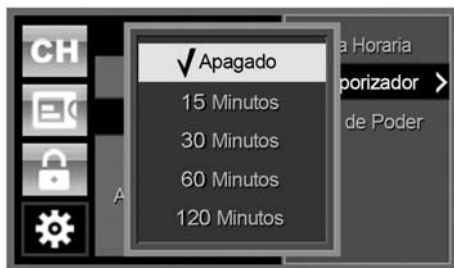 CH
a Horaria
porizador >
de Poder
A
√ Apagado
15 Minutos
30 Minutos
60 Minutos
120 Minutos